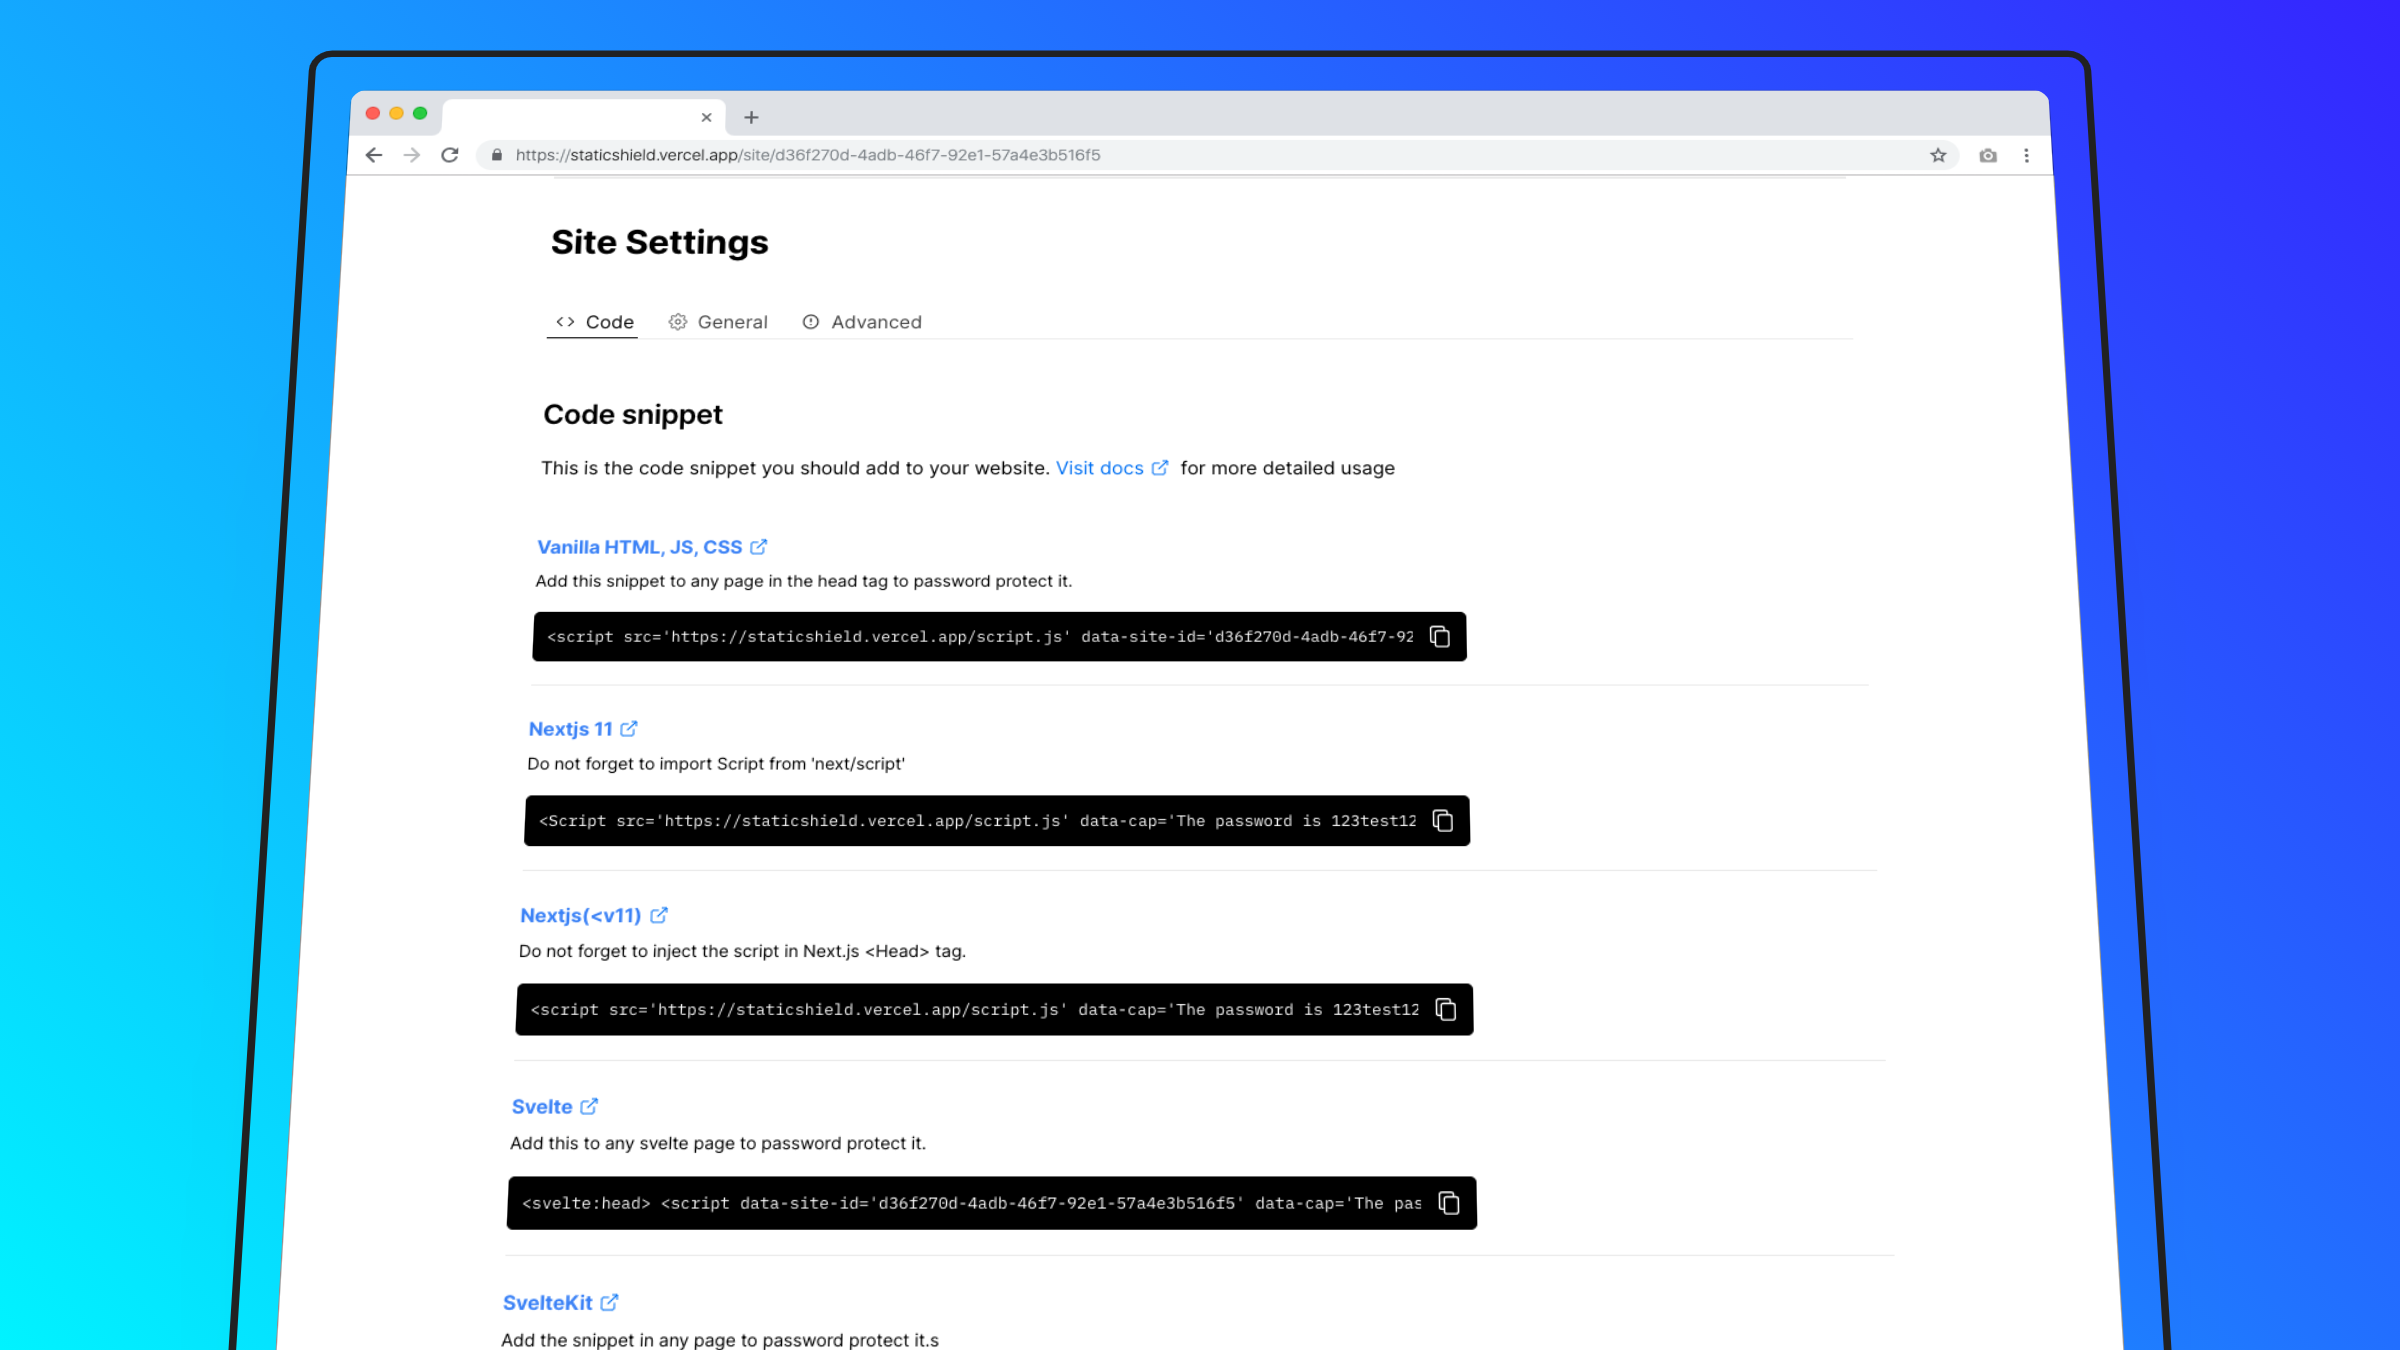 https://staticshield.vercel.app/site/d36f270d-4adb-46f7-92e1-57a4e3b516f5
Site Settings
Code General Advanced
Code snippet
This is the code snippet you should add to your website. Visit docs for more detailed usage
Vanilla HTML, JS, CSS
Add this snippet to any page in the head tag to password protect it.
<script src='https://staticshield.vercel.app/script.js' data-site-id='d36f270d-4adb-46f7-92
Nextjs 11
Do not forget to import Script from 'next/script'
<Script src='https://staticshield.vercel.app/script.js' data-cap='The password is 123test12
Nextjs(<v11)
Do not forget to inject the script in Next.js <Head> tag.
<script src='https://staticshield.vercel.app/script.js' data-cap='The password is 123test12
Svelte
Add this to any svelte page to password protect it.
<svelte:head> <script data-site-id='d36f270d-4adb-46f7-92e1-57a4e3b516f5' data-cap='The pas
SvelteKit
Add the snippet in any page to password protect it.s